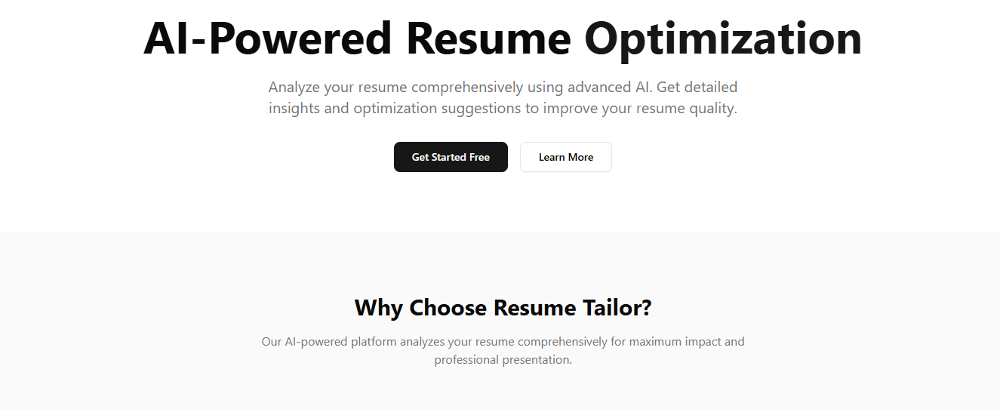 AI-Powered Resume Optimization
Analyze your resume comprehensively using advanced AI. Get detailed
insights and optimization suggestions to improve your resume quality.
Get Started Free
Learn More
Why Choose Resume Tailor?
Our AI-powered platform analyzes your resume comprehensively for maximum impact and
professional presentation.